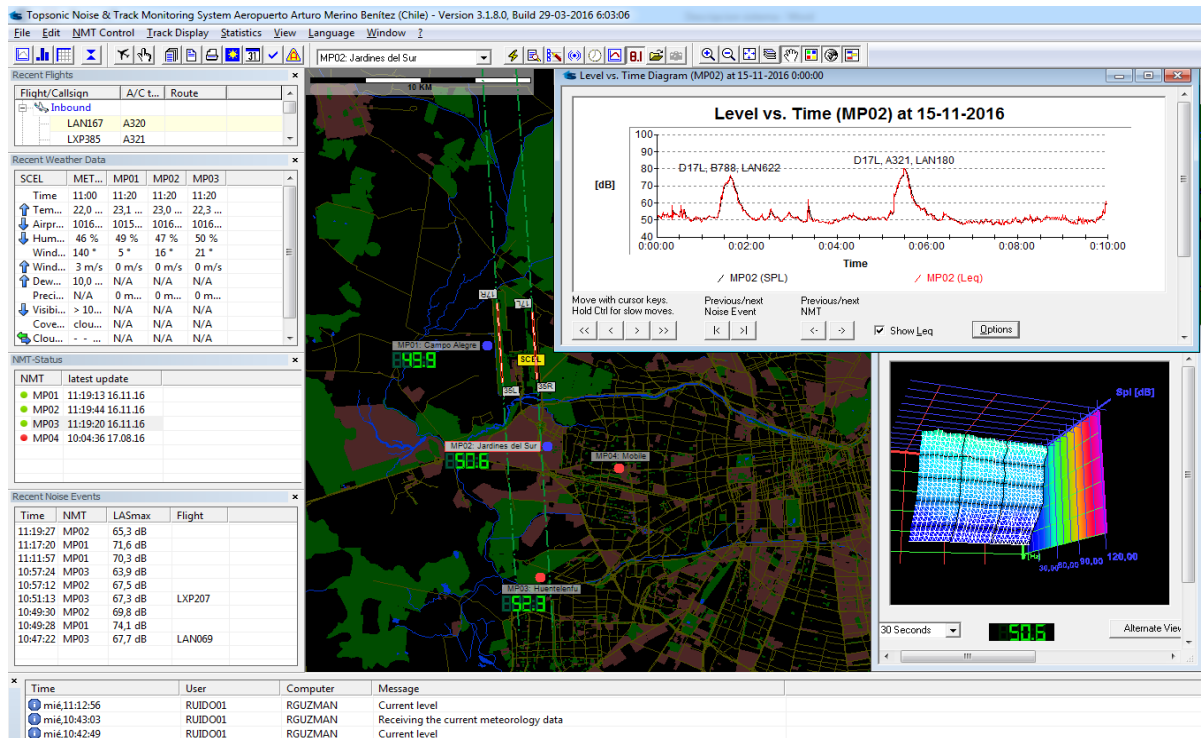 Topsonic Noise & Track Monitoring System Aeropuerto Arturo Merino Benítez (Chile) - Version 3.1.8.0, Build 29-03-2016 6:03:06
File Edit NMT Control Track Display Statistics View Language Window ?
MP02: Jardines del Sur
Recent Flights
Flight/Callsign A/C t... Route
Inbound
LAN167 A320
LXP385 A321
Recent Weather Data
SCEL MET... MP01 MP02 MP03
Time 11:00 11:20 11:20 11:20
Tem... 22,0 ... 23,1 ... 23,0 ... 22,3 ...
Airpr... 1016... 1015... 1016... 1016...
Hum... 46 % 49 % 47 % 50 %
Wind... 140 ° 5 ° 16 ° 21 °
Wind... 3 m/s 0 m/s 0 m/s 0 m/s
Dew... 10,0 ... N/A N/A N/A
Preci... N/A 0 m... 0 m... 0 m...
Visibi... > 10... N/A N/A N/A
Cove... clou... N/A N/A N/A
Clou... - - ... N/A N/A N/A
NMT-Status
NMT latest update
MP01 11:19:13 16.11.16
MP02 11:19:44 16.11.16
MP03 11:19:20 16.11.16
MP04 10:04:36 17.08.16
Recent Noise Events
Time NMT LASmax Flight
11:19:27 MP02 65,3 dB
11:17:20 MP01 71,6 dB
11:11:57 MP01 70,3 dB
10:57:24 MP03 63,9 dB
10:57:12 MP02 67,5 dB
10:51:13 MP03 67,3 dB LXP207
10:49:30 MP02 69,8 dB
10:49:28 MP01 74,1 dB
10:47:22 MP03 67,7 dB LAN069
10 KM
17R
17L
MP01: Campo Alegre
49.9
SCEL
35L
35R
MP02: Jardines del Sur
50.6
MP04: Mobile
MP03: Huentelenfu
52.3
Level vs. Time Diagram (MP02) at 15-11-2016 0:00:00
Level vs. Time (MP02) at 15-11-2016
[dB]
100
90
80
70
60
50
40
D17L, B788, LAN622
D17L, A321, LAN180
0:00:00 0:02:00 0:04:00 0:06:00 0:08:00 0:10:00
Time
MP02 (SPL) MP02 (Leq)
Move with cursor keys.
Hold Ctrl for slow moves.
Previous/next
Noise Event
Previous/next
NMT
<< < > >> |< >| <- -> Show Leq Options
Spl [dB]
30,00 60,00 90,00 120,00
30 Seconds 50.6 Alternate View
Time User Computer Message
mié,11:12:56 RUIDO01 RGUZMAN Current level
mié,10:43:03 RUIDO01 RGUZMAN Receiving the current meteorology data
mié,10:42:49 RUIDO01 RGUZMAN Current level